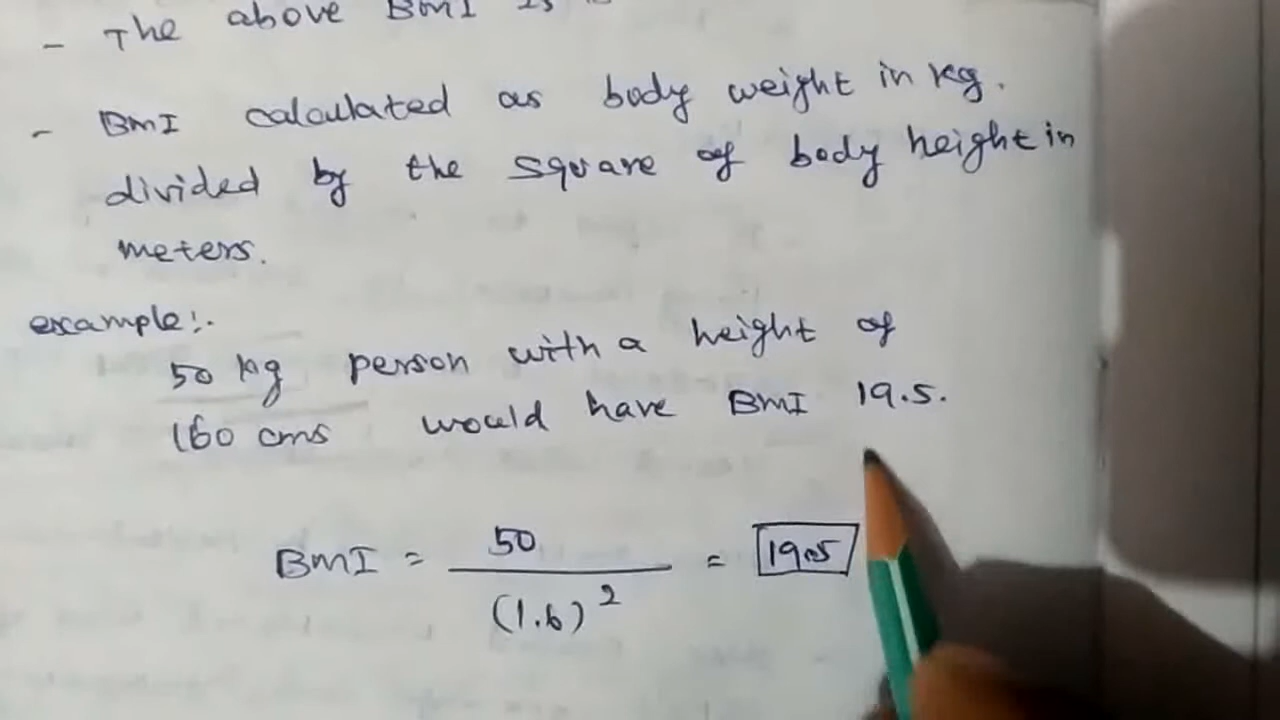 - The above BMI is
- BMI calculated as body weight in kg.
divided by the square of body height in
meters.
example:.
50 kg person with a height of
160 cms would have BMI 19.5.
BMI = 50 / (1.6)² = 19.5